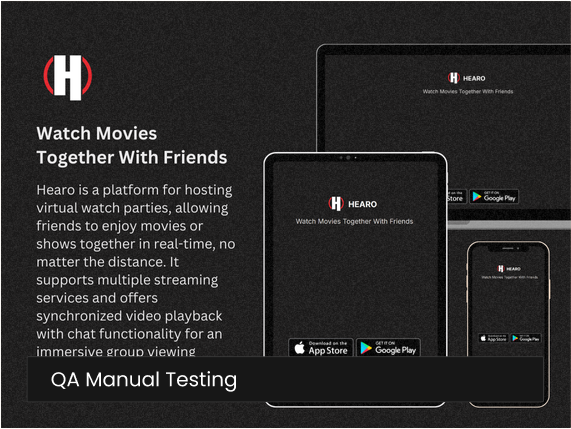 H
Watch Movies
Together With Friends
Hearo is a platform for hosting
virtual watch parties, allowing
friends to enjoy movies or
shows together in real-time, no
matter the distance. It
supports multiple streaming
services and offers
synchronized video playback
with chat functionality for an
immersive group viewing
QA Manual Testing
H HEARO
Watch Movies Together With Friends
on the
Store
GET IT ON
Google Play
H HEARO
Watch Movies Together With Friends
Download on the
App Store
GET IT ON
Google Play
H HEARO
Watch Movies Together With Friends
App Store
Google Play